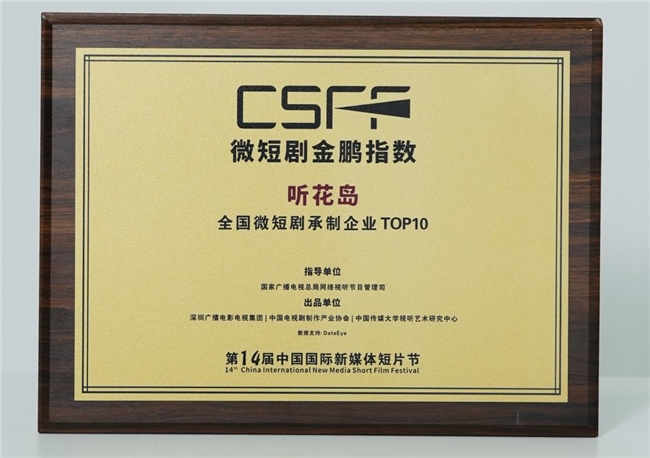 CSFF
微短剧金鹏指数
听花岛
全国微短剧承制企业 TOP10
指导单位
国家广播电视总局网络视听节目管理司
出品单位
深圳广播电影电视集团|中国电视剧制作产业协会|中国传媒大学视听艺术研究中心
数据支持: DataEye
第14届中国国际新媒体短片节
14th China International New Media Short Film Festival